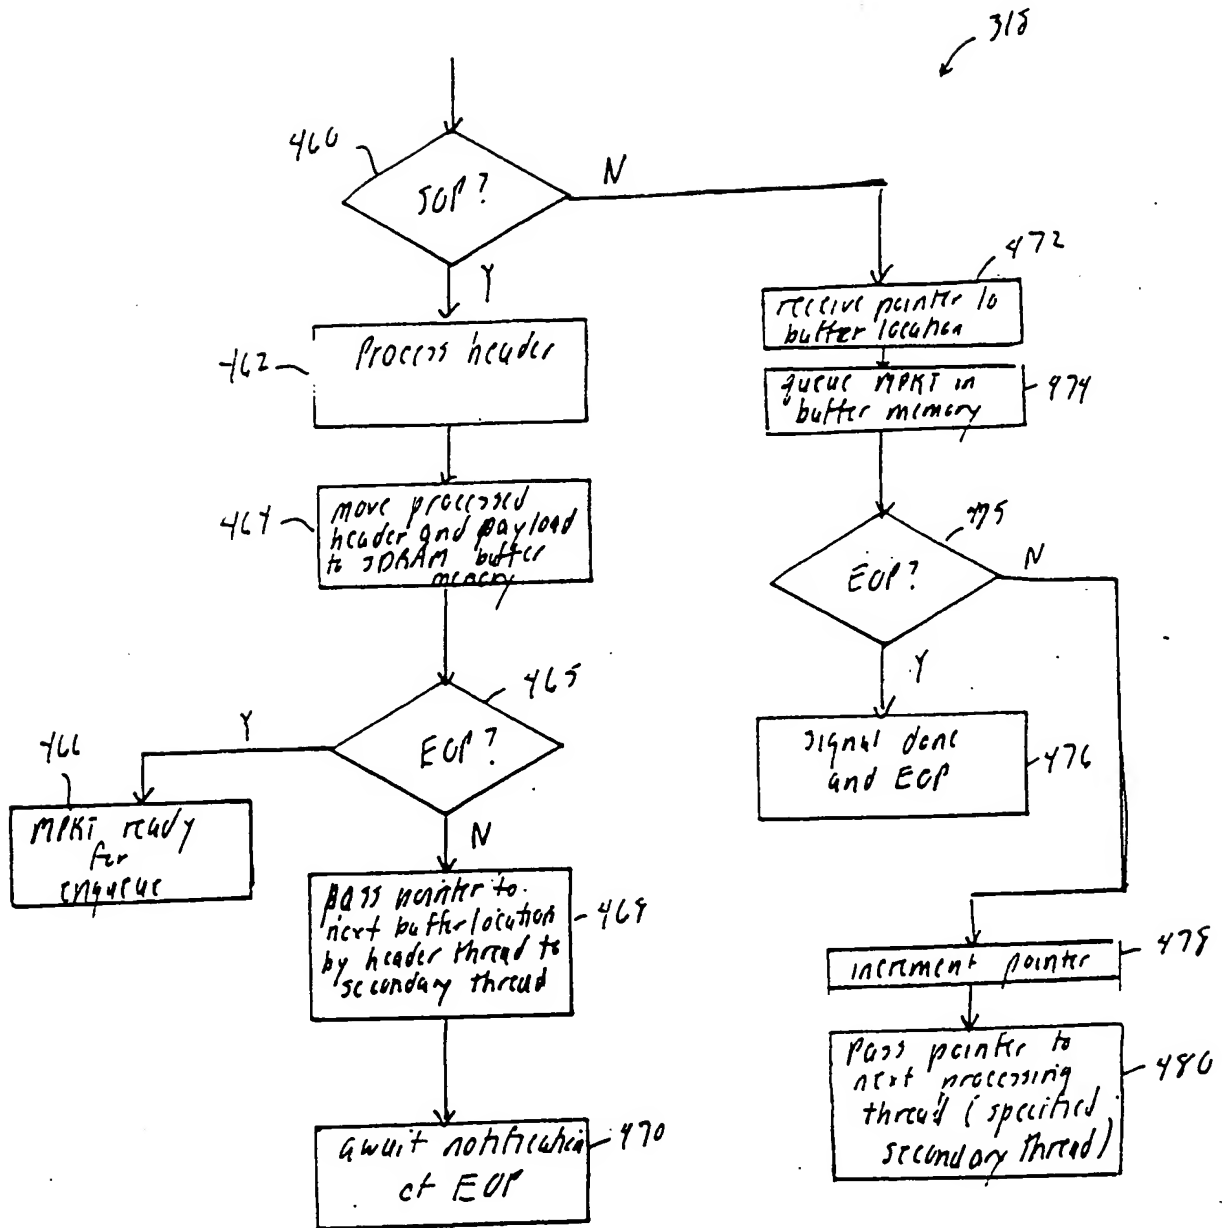 318
460
SOP?
N
Y
472
receive pointer to
buffer location
462
Process header
queue MPKT in
buffer memory
474
464
move processed
header and payload
to SDRAM buffer
memory
475
EOP?
N
Y
465
EOP?
Y
N
signal done
and EOP
476
466
MPKT ready
for
enqueue
pass pointer to
next buffer location
by header thread to
secondary thread
468
increment pointer
478
Pass pointer to
next processing
thread (specified
secondary thread)
480
await notification
of EOP
470